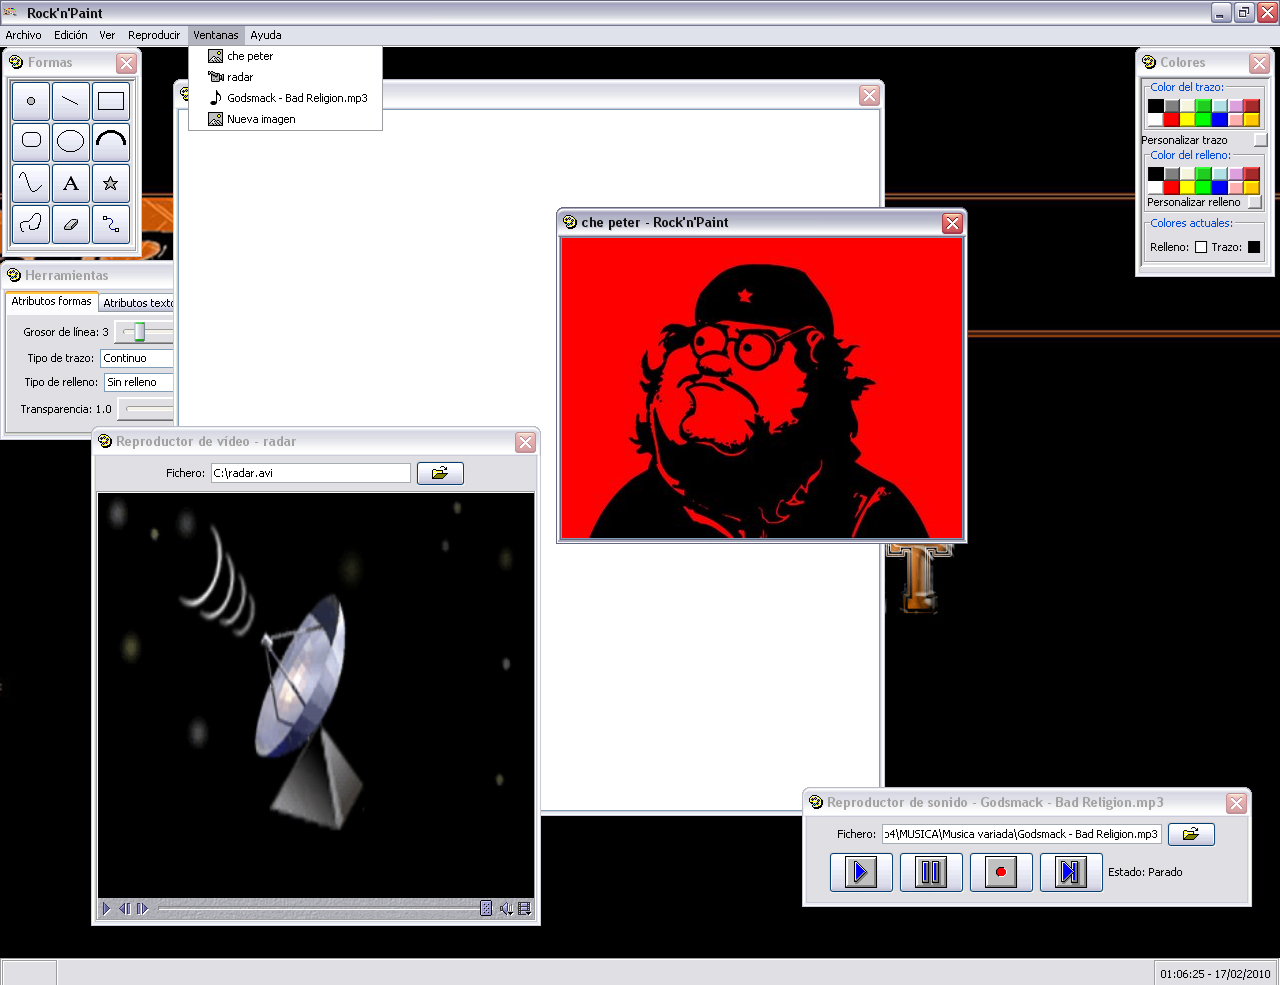 Rock'n'Paint
Archivo Edición Ver Reproducir Ventanas Ayuda
che peter
radar
Godsmack - Bad Religion.mp3
Nueva imagen
Formas
A
Herramientas
Atributos formas Atributos texto
Grosor de línea: 3
Tipo de trazo: Continuo
Tipo de relleno: Sin relleno
Transparencia: 1.0
Colores
Color del trazo:
Personalizar trazo
Color del relleno:
Personalizar relleno
Colores actuales:
Relleno: Trazo:
che peter - Rock'n'Paint
Reproductor de vídeo - radar
Fichero: C:\radar.avi
Reproductor de sonido - Godsmack - Bad Religion.mp3
Fichero: p4\MUSICA\Musica variada\Godsmack - Bad Religion.mp3
Estado: Parado
01:06:25 - 17/02/2010